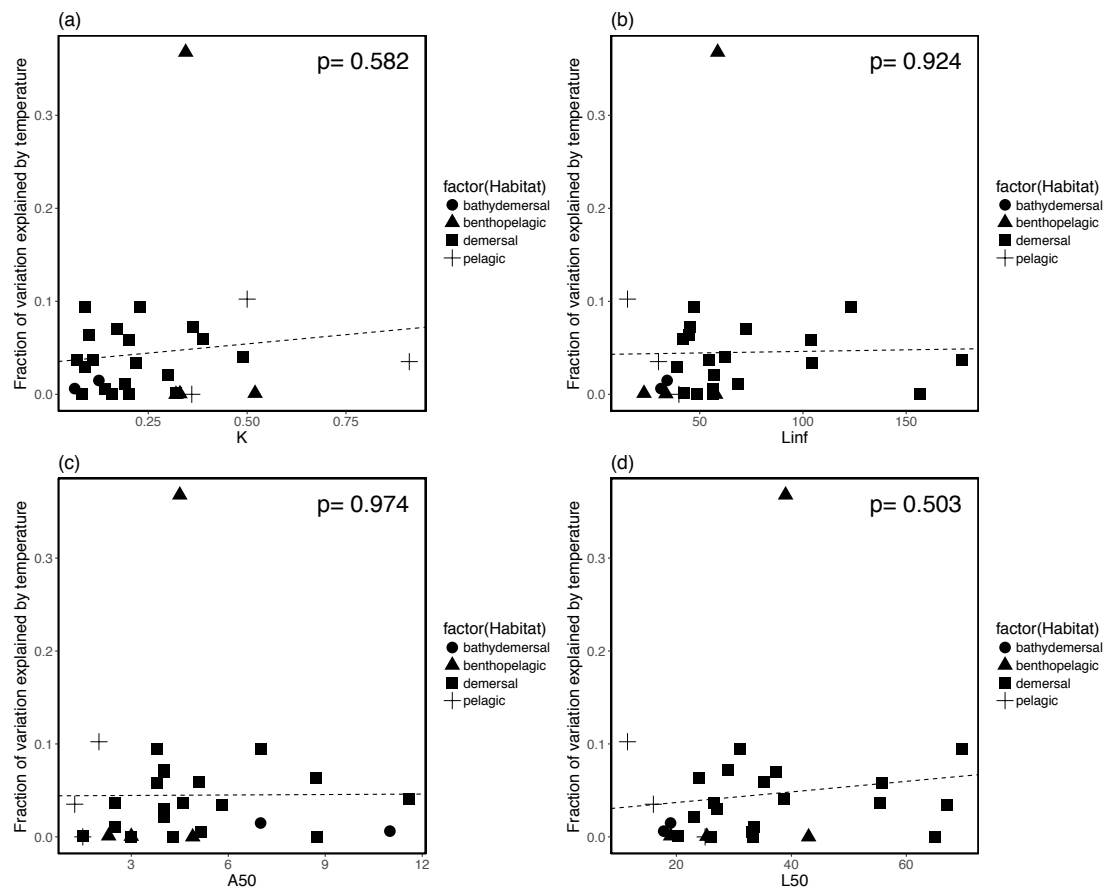 (a)
p= 0.582
Fraction of variation explained by temperature
0.3
0.2
0.1
0.0
0.25
0.50
0.75
K
factor(Habitat)
bathydemersal
benthopelagic
demersal
pelagic
(b)
p= 0.924
Fraction of variation explained by temperature
0.3
0.2
0.1
0.0
50
100
150
Linf
factor(Habitat)
bathydemersal
benthopelagic
demersal
pelagic
(c)
p= 0.974
Fraction of variation explained by temperature
0.3
0.2
0.1
0.0
3
6
9
12
A50
factor(Habitat)
bathydemersal
benthopelagic
demersal
pelagic
(d)
p= 0.503
Fraction of variation explained by temperature
0.3
0.2
0.1
0.0
20
40
60
L50
factor(Habitat)
bathydemersal
benthopelagic
demersal
pelagic